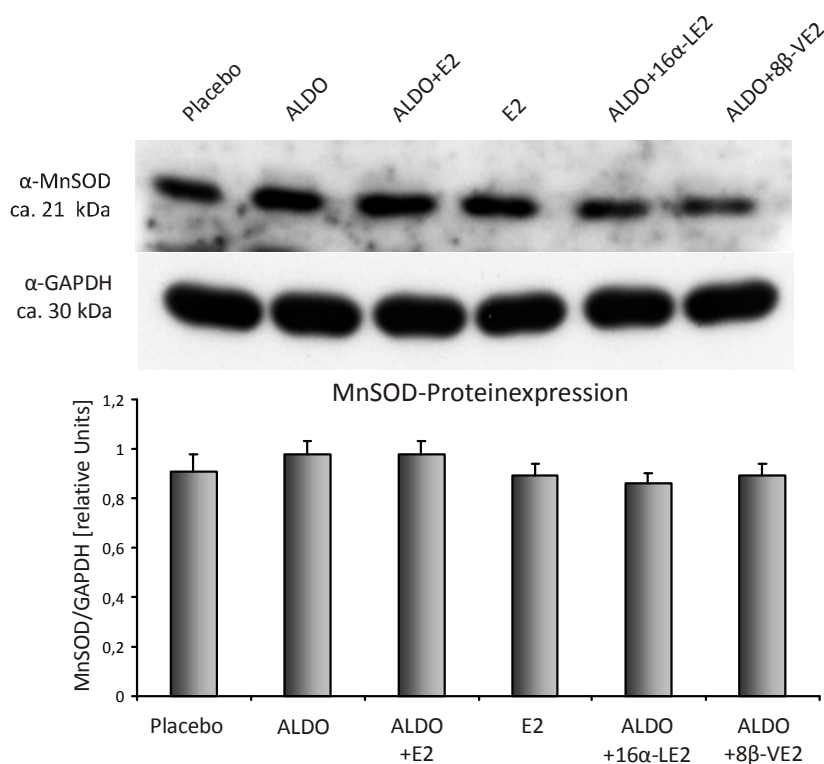 Placebo
ALDO
ALDO+E2
E2
ALDO+16α-LE2
ALDO+8β-VE2
α-MnSOD
ca. 21 kDa
α-GAPDH
ca. 30 kDa
MnSOD-Proteinexpression
MnSOD/GAPDH [relative Units]
1,2
1
0,8
0,6
0,4
0,2
0
Placebo
ALDO
ALDO
+E2
E2
ALDO
+16α-LE2
ALDO
+8β-VE2